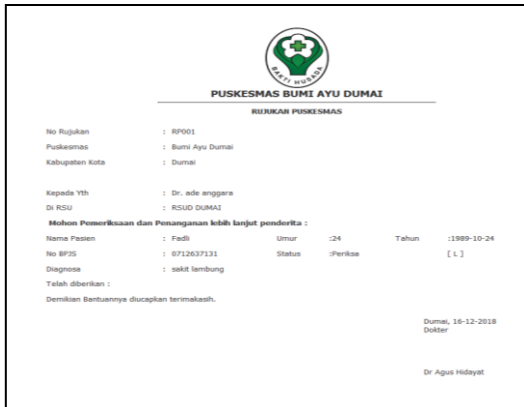 BAKTI HUSADA
PUSKESMAS BUMI AYU DUMAI
RUJUKAN PUSKESMAS
No Rujukan : RP001
Puskesmas : Bumi Ayu Dumai
Kabupaten Kota : Dumai
Kepada Yth : Dr. ade anggara
Di RSU : RSUD DUMAI
Mohon Pemeriksaan dan Penanganan lebih lanjut penderita :
Nama Pasien : Fadli Umur :24 Tahun :1989-10-24
No BPJS : 0712637131 Status :Periksa [ L ]
Diagnosa : sakit lambung
Telah diberikan :
Demikian Bantuannya diucapkan terimakasih.
Dumai, 16-12-2018
Dokter
Dr Agus Hidayat